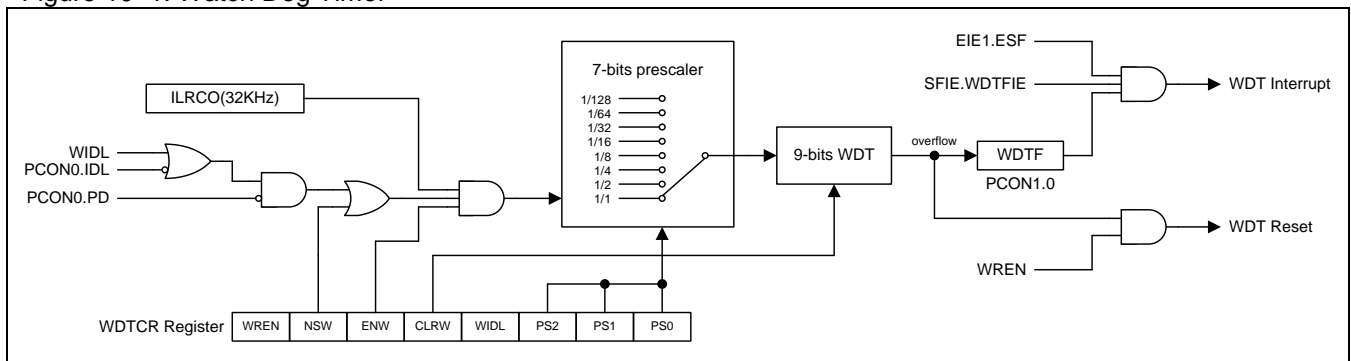 Figure Watch Dog Timer
EIE1.ESF
7-bits prescaler
ILRCO(32KHz)
SFIE.WDTFIE
WDT Interrupt
1/128
1/64
1/32
1/16
1/8
1/4
1/2
1/1
WIDL
PCON0.IDL
PCON0.PD
9-bits WDT
overflow
WDTF
PCON1.0
WDT Reset
WREN
WDTCR Register WREN NSW ENW CLRW WIDL PS2 PS1 PS0